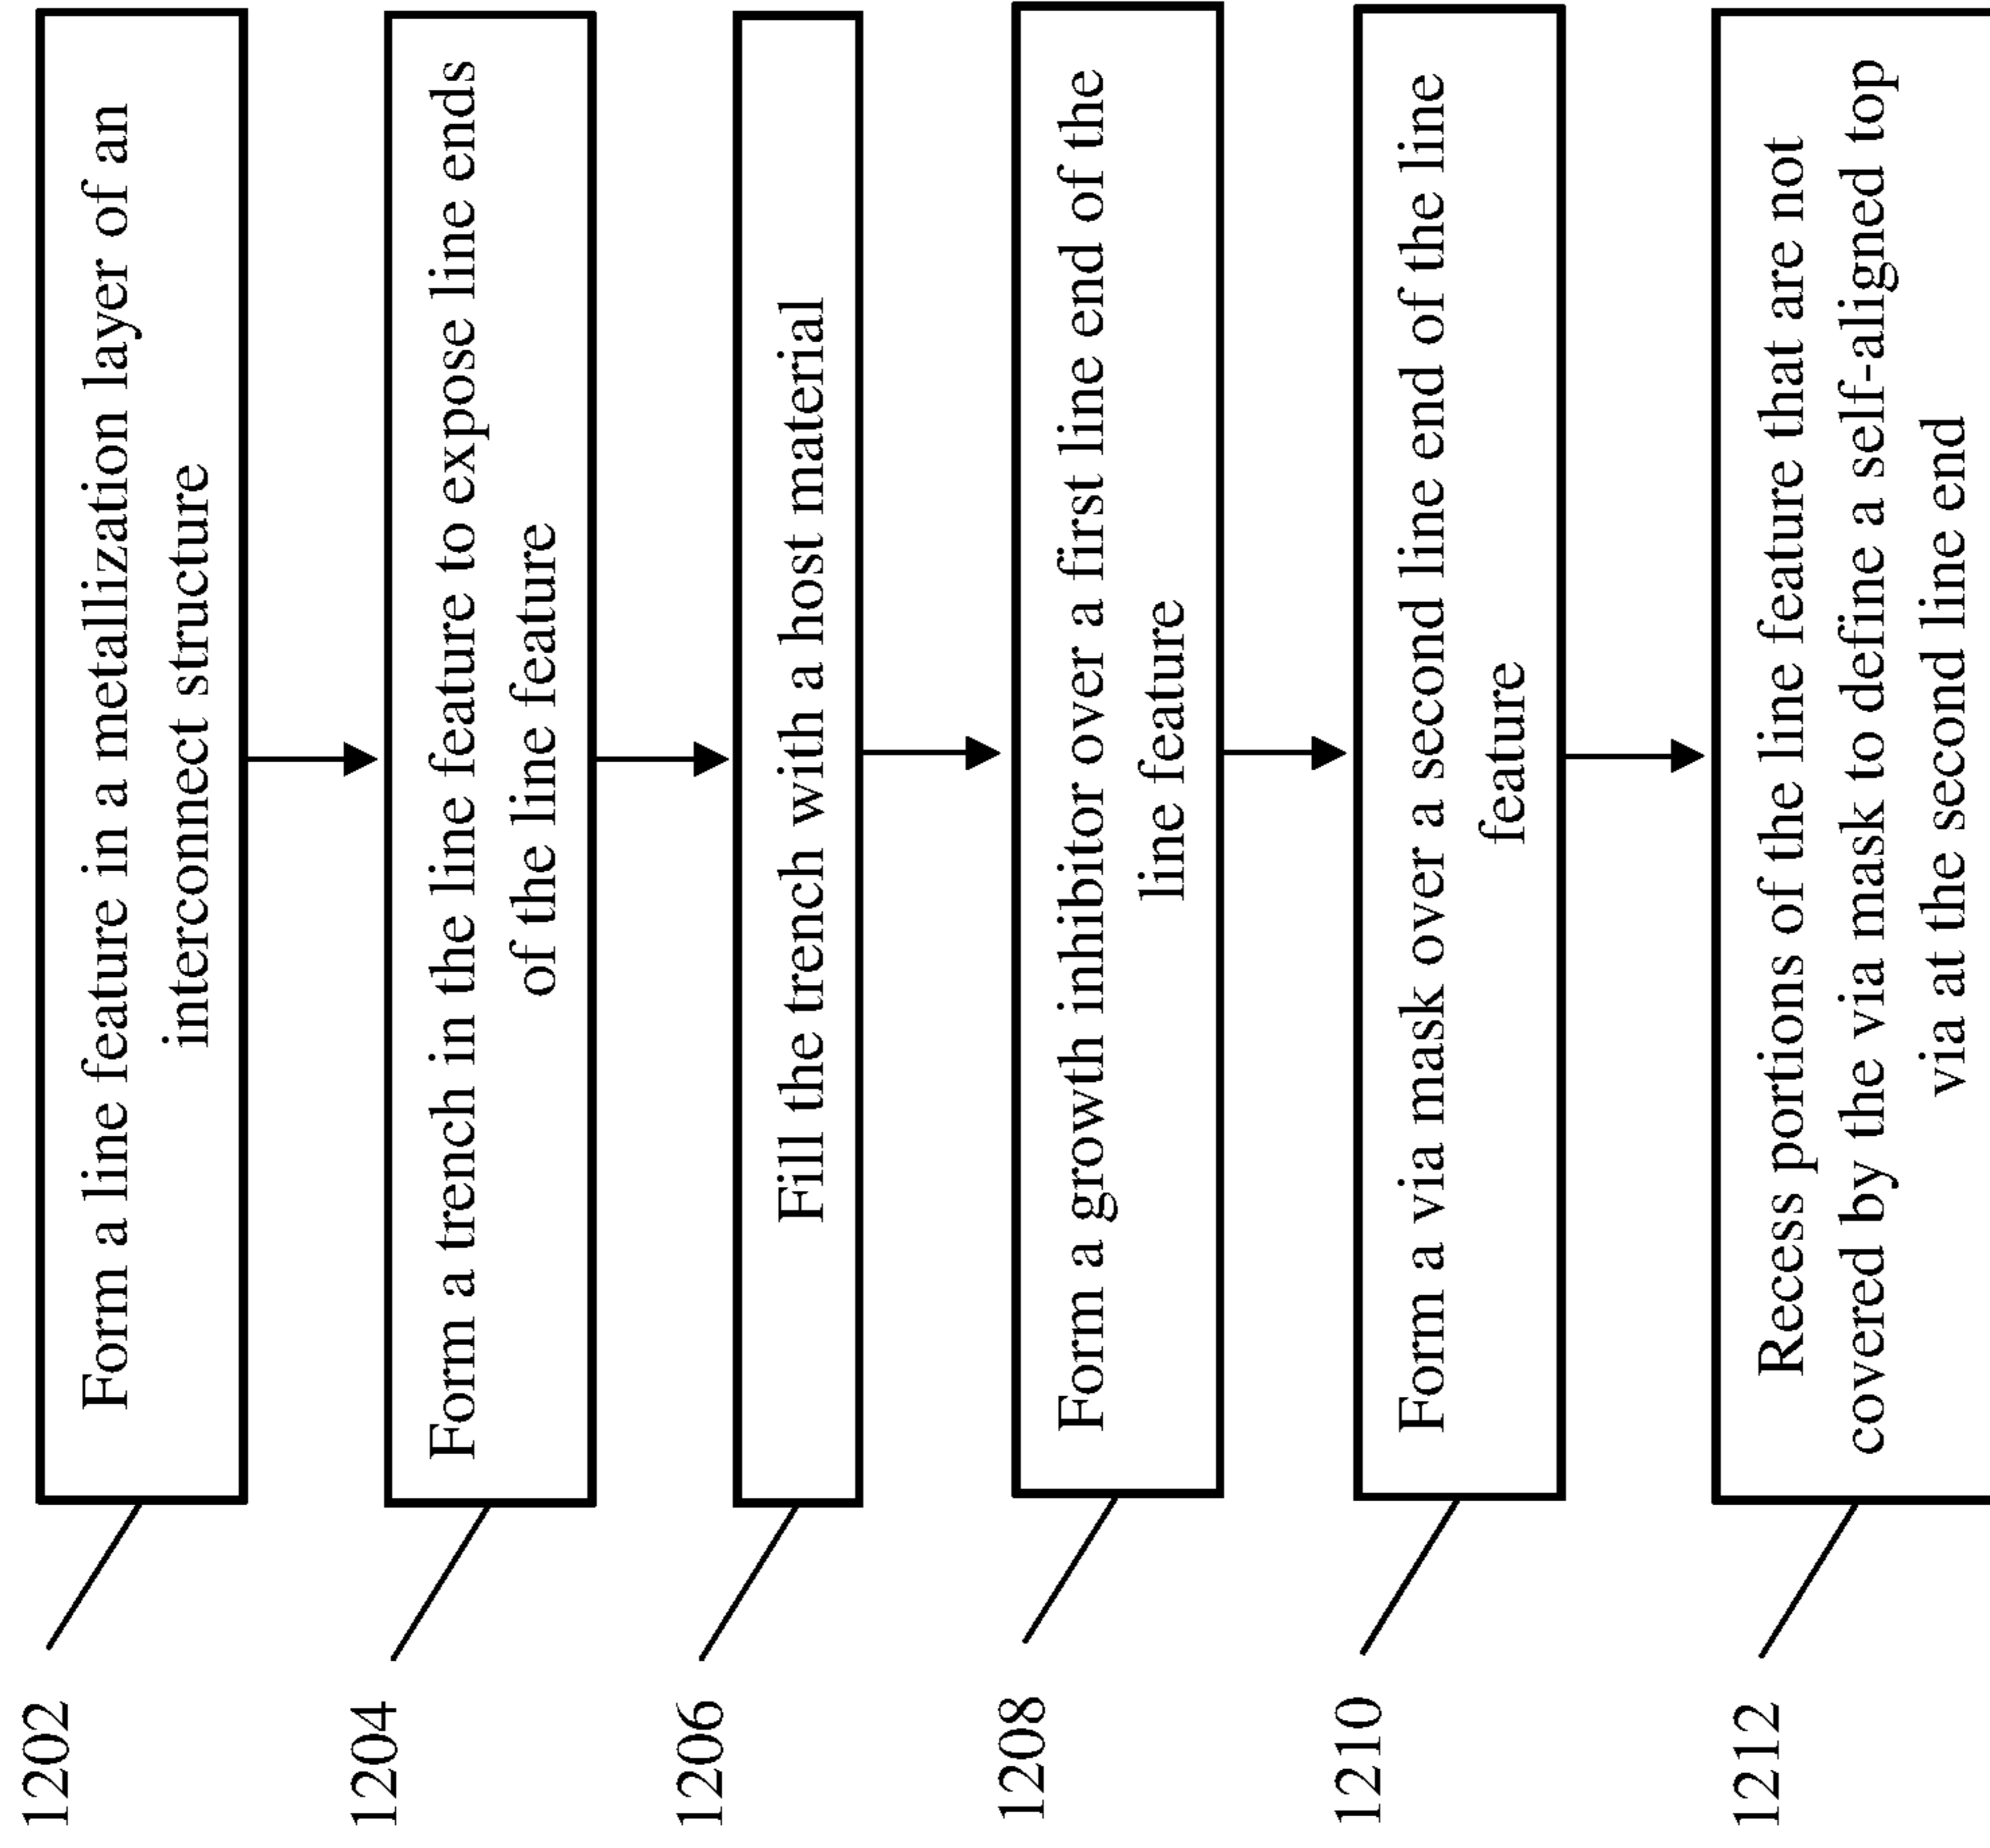 1202
Form a line feature in a metallization layer of an
interconnect structure
1204
Form a trench in the line feature to expose line ends
of the line feature
1206
Fill the trench with a host material
1208
Form a growth inhibitor over a first line end of the
line feature
1210
Form a via mask over a second line end of the line
feature
1212
Recess portions of the line feature that are not
covered by the via mask to define a self-aligned top
via at the second line end